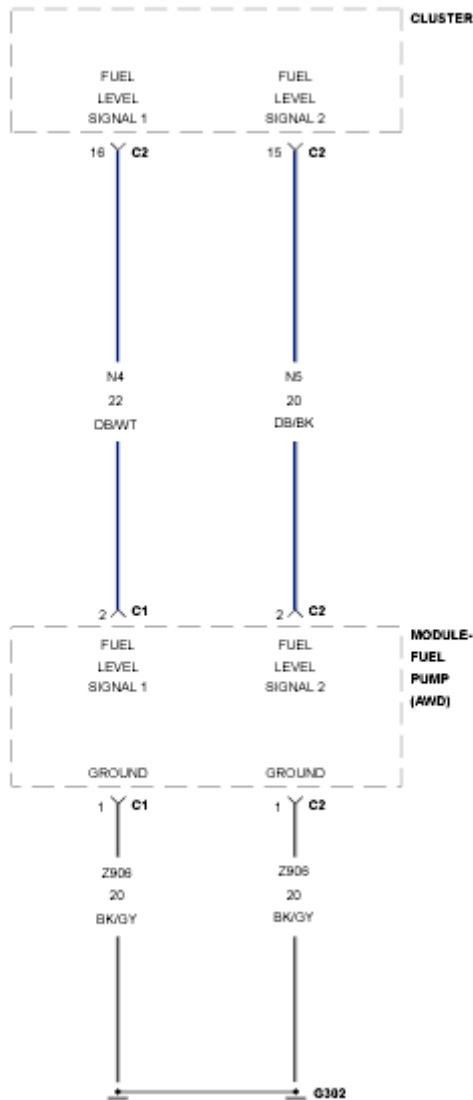 CLUSTER
FUEL LEVEL SIGNAL 1
FUEL LEVEL SIGNAL 2
16 C2
15 C2
N4
22
DB/WT
N5
20
DB/BK
2 C1
2 C2
MODULE-
FUEL
PUMP
(AWD)
FUEL LEVEL SIGNAL 1
FUEL LEVEL SIGNAL 2
GROUND
GROUND
1 C1
1 C2
Z906
20
BK/GY
Z906
20
BK/GY
G302